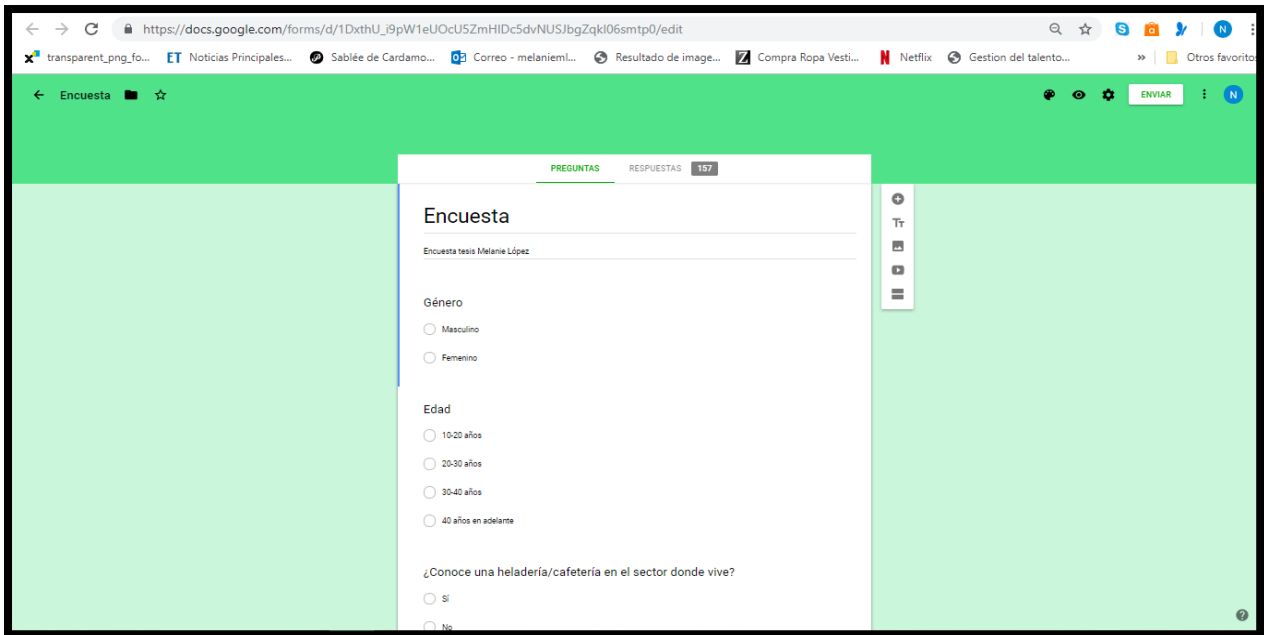 https://docs.google.com/forms/d/1DxthU_i9pW1eUOcU5ZmHIDc5dvNUSJbgZqkl06smtp0/edit
transparent_png_fo... ET Noticias Principales... Sablée de Cardamo... Correo - melanieml... Resultado de image... Z Compra Ropa Vesti... N Netflix Gestion del talento... » Otros favoritos
Encuesta ENVIAR N
PREGUNTAS RESPUESTAS 157
Encuesta
Encuesta tesis Melanie López
Género
Masculino
Femenino
Edad
10-20 años
20-30 años
30-40 años
40 años en adelante
¿Conoce una heladería/cafetería en el sector donde vive?
Sí
No